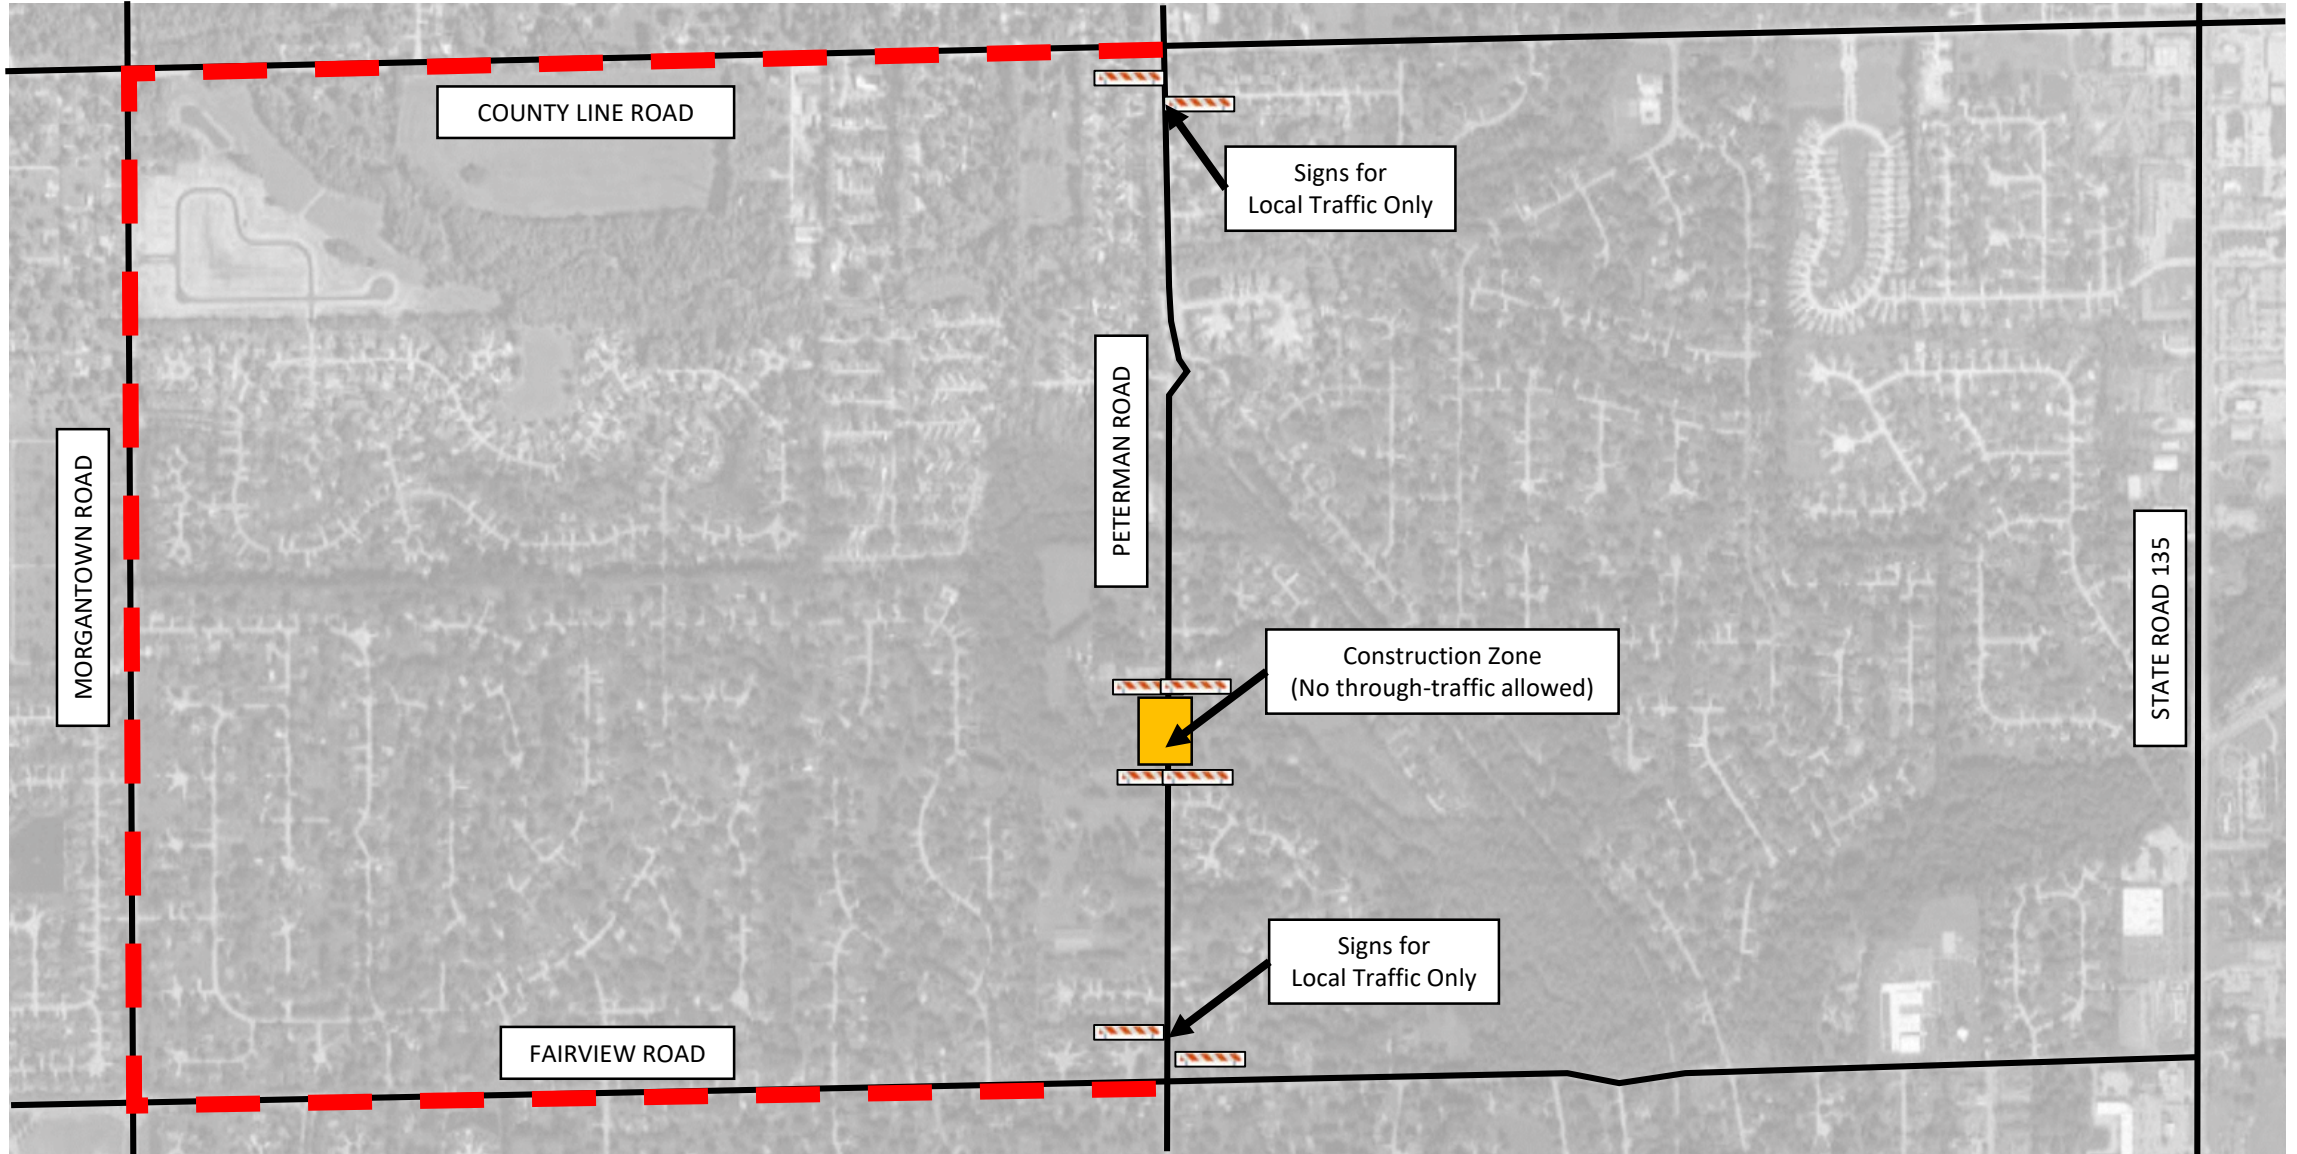 COUNTY LINE ROAD
Signs for
Local Traffic Only
PETERMAN ROAD
MORGANTOWN ROAD
STATE ROAD 135
Construction Zone
(No through-traffic allowed)
Signs for
Local Traffic Only
FAIRVIEW ROAD